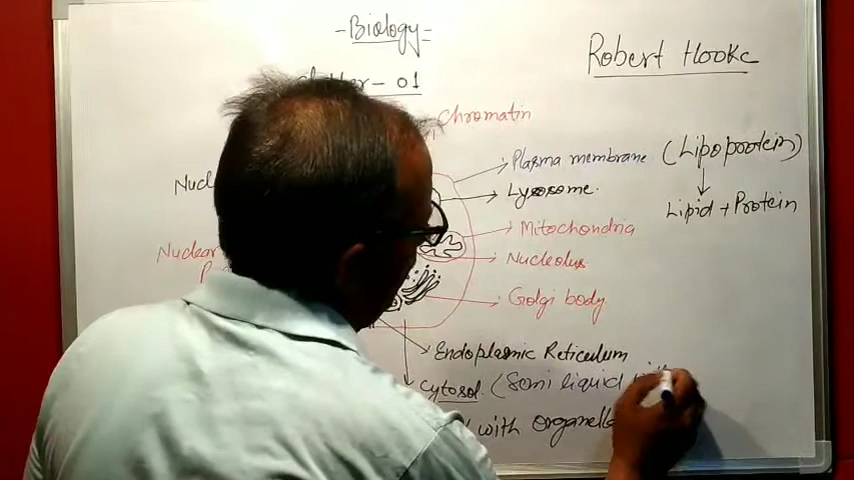 -Biology-
Robert Hooke
- 01
Chromatin
Plasma membrane (Lipoprotein)
Lysosome.
Lipid + Protein
Mitochondria
Nuclear
Nucleolus
Golgi body
Endoplasmic Reticulum
Cytosol. (Semi liquid
with organelle